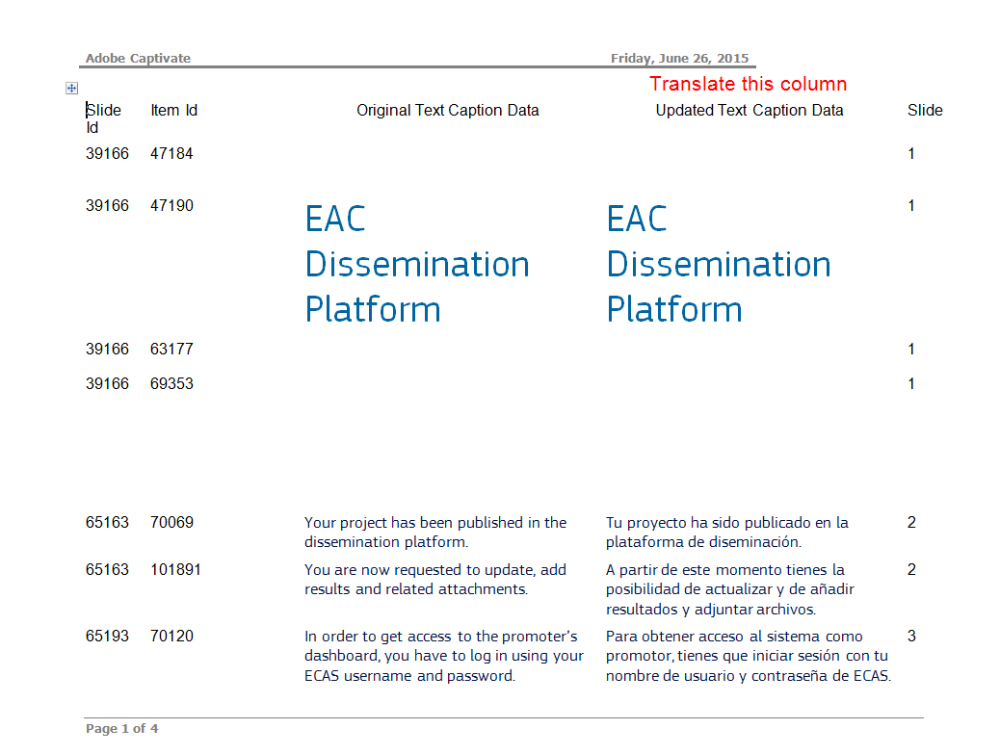 Adobe Captivate Friday, June 26, 2015
Translate this column
Slide Id Item Id Original Text Caption Data Updated Text Caption Data Slide
39166 47184 1
39166 47190 1
EAC
Dissemination
Platform
EAC
Dissemination
Platform
39166 63177 1
39166 69353 1
65163 70069
Your project has been published in the
dissemination platform.
Tu proyecto ha sido publicado en la
plataforma de diseminación.
2
65163 101891
You are now requested to update, add
results and related attachments.
A partir de este momento tienes la
posibilidad de actualizar y de añadir
resultados y adjuntar archivos.
2
65193 70120
In order to get access to the promoter's
dashboard, you have to log in using your
ECAS username and password.
Para obtener acceso al sistema como
promotor, tienes que iniciar sesión con tu
nombre de usuario y contraseña de ECAS.
3
Page 1 of 4